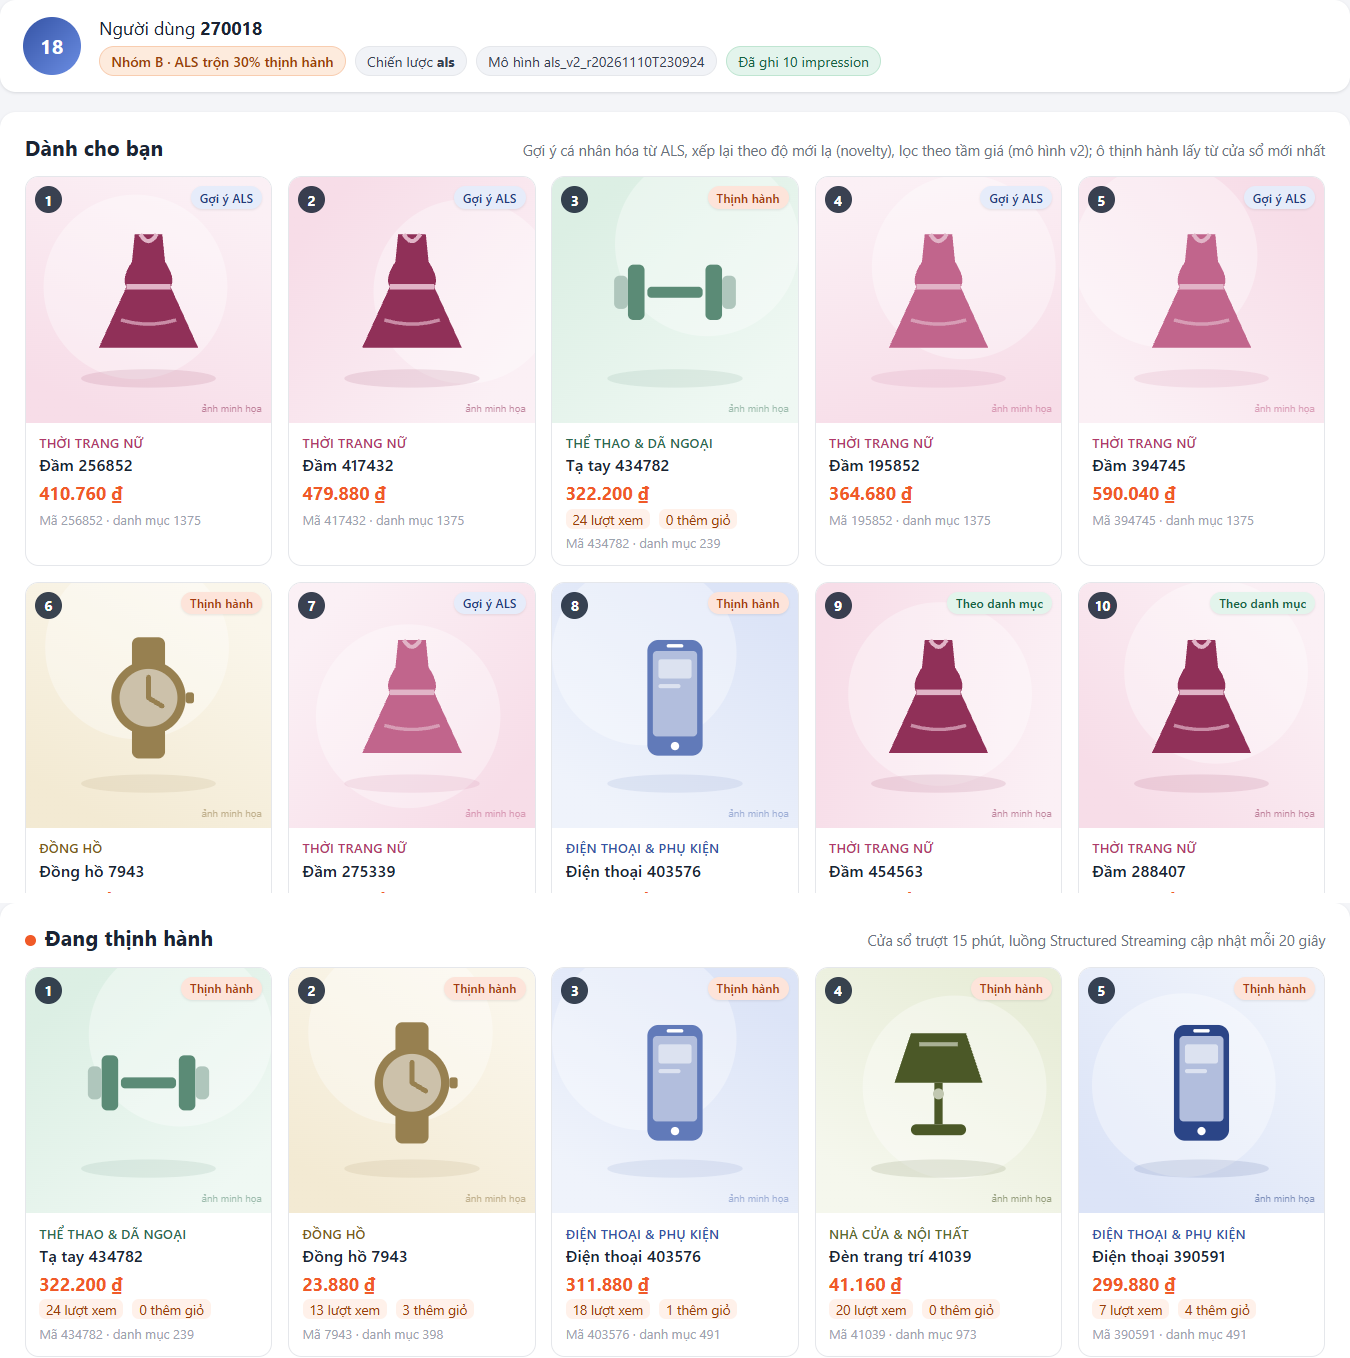 18
Người dùng 270018
Nhóm B · ALS trộn 30% thịnh hành
Chiến lược als
Mô hình als_v2_r20261110T230924
Đã ghi 10 impression
Dành cho bạn
Gợi ý cá nhân hóa từ ALS, xếp lại theo độ mới lạ (novelty), lọc theo tầm giá (mô hình v2); ô thịnh hành lấy từ cửa sổ mới nhất
1
Gợi ý ALS
ảnh minh họa
THỜI TRANG NỮ
Đầm 256852
410.760 ₫
Mã 256852 · danh mục 1375
2
Gợi ý ALS
ảnh minh họa
THỜI TRANG NỮ
Đầm 417432
479.880 ₫
Mã 417432 · danh mục 1375
3
Thịnh hành
ảnh minh họa
THỂ THAO & DÃ NGOẠI
Tạ tay 434782
322.200 ₫
24 lượt xem
0 thêm giỏ
Mã 434782 · danh mục 239
4
Gợi ý ALS
ảnh minh họa
THỜI TRANG NỮ
Đầm 195852
364.680 ₫
Mã 195852 · danh mục 1375
5
Gợi ý ALS
ảnh minh họa
THỜI TRANG NỮ
Đầm 394745
590.040 ₫
Mã 394745 · danh mục 1375
6
Thịnh hành
ảnh minh họa
ĐỒNG HỒ
Đồng hồ 7943
7
Gợi ý ALS
ảnh minh họa
THỜI TRANG NỮ
Đầm 275339
8
Thịnh hành
ảnh minh họa
ĐIỆN THOẠI & PHỤ KIỆN
Điện thoại 403576
9
Theo danh mục
ảnh minh họa
THỜI TRANG NỮ
Đầm 454563
10
Theo danh mục
ảnh minh họa
THỜI TRANG NỮ
Đầm 288407
Đang thịnh hành
Cửa sổ trượt 15 phút, luồng Structured Streaming cập nhật mỗi 20 giây
1
Thịnh hành
ảnh minh họa
THỂ THAO & DÃ NGOẠI
Tạ tay 434782
322.200 ₫
24 lượt xem
0 thêm giỏ
Mã 434782 · danh mục 239
2
Thịnh hành
ảnh minh họa
ĐỒNG HỒ
Đồng hồ 7943
23.880 ₫
13 lượt xem
3 thêm giỏ
Mã 7943 · danh mục 398
3
Thịnh hành
ảnh minh họa
ĐIỆN THOẠI & PHỤ KIỆN
Điện thoại 403576
311.880 ₫
18 lượt xem
1 thêm giỏ
Mã 403576 · danh mục 491
4
Thịnh hành
ảnh minh họa
NHÀ CỬA & NỘI THẤT
Đèn trang trí 41039
41.160 ₫
20 lượt xem
0 thêm giỏ
Mã 41039 · danh mục 973
5
Thịnh hành
ảnh minh họa
ĐIỆN THOẠI & PHỤ KIỆN
Điện thoại 390591
299.880 ₫
7 lượt xem
4 thêm giỏ
Mã 390591 · danh mục 491